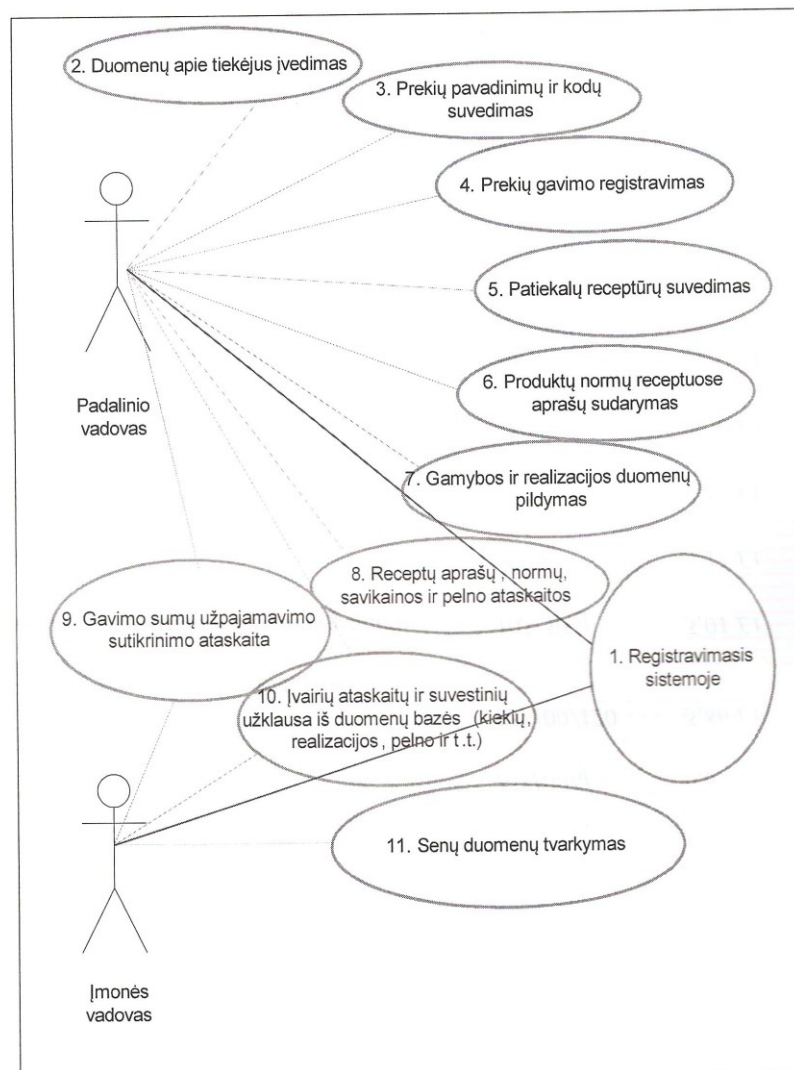 2. Duomenų apie tiekėjus įvedimas
3. Prekių pavadinimų ir kodų
suvedimas
4. Prekių gavimo registravimas
5. Patiekalų receptūrų suvedimas
6. Produktų normų receptuose
aprašų sudarymas
Padalinio
vadovas
7. Gamybos ir realizacijos duomenų
pildymas
8. Receptų aprašų , normų,
savikainos ir pelno ataskaitos
9. Gavimo sumų užpajamavimo
sutikrinimo ataskaita
1. Registravimasis
sistemoje
10. Įvairių ataskaitų ir suvestinių
užklausa iš duomenų bazės (kiekių,
realizacijos , pelno ir t .t.)
11. Senų duomenų tvarkymas
Įmonės
vadovas